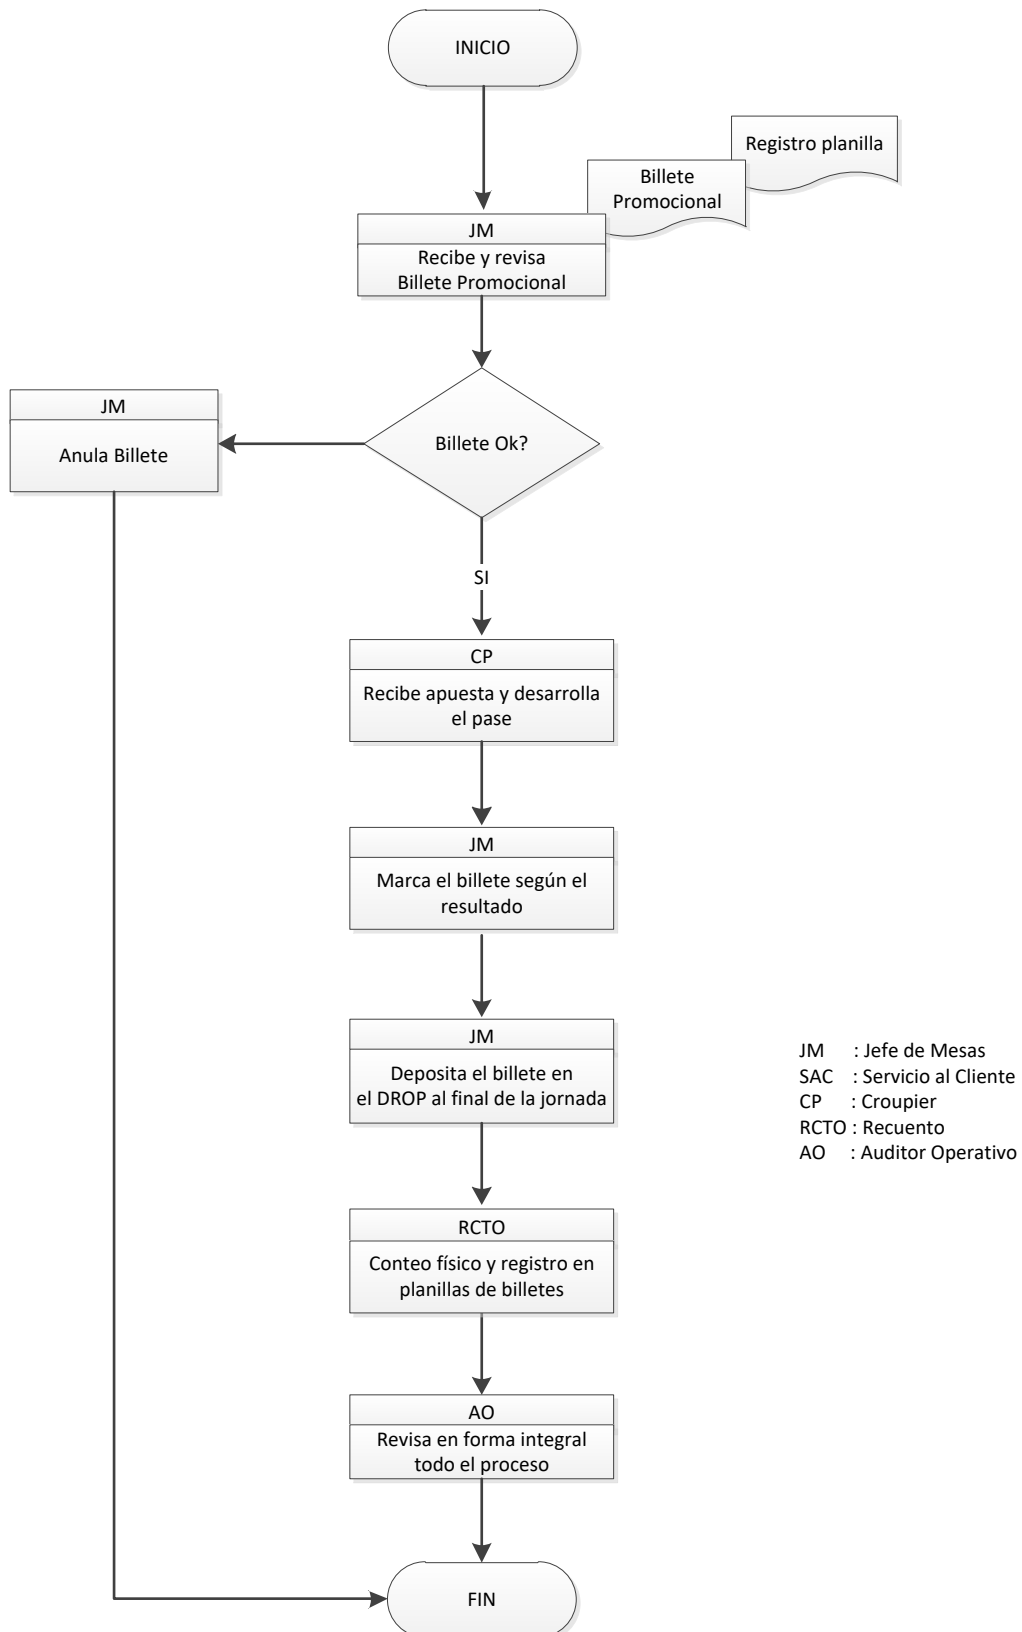 INICIO
Registro planilla
Billete
Promocional
JM
Recibe y revisa
Billete Promocional
Billete Ok?
JM
Anula Billete
SI
CP
Recibe apuesta y desarrolla
el pase
JM
Marca el billete según el
resultado
JM
Deposita el billete en
el DROP al final de la jornada
RCTO
Conteo físico y registro en
planillas de billetes
AO
Revisa en forma integral
todo el proceso
FIN
JM : Jefe de Mesas
SAC : Servicio al Cliente
CP : Croupier
RCTO : Recuento
AO : Auditor Operativo